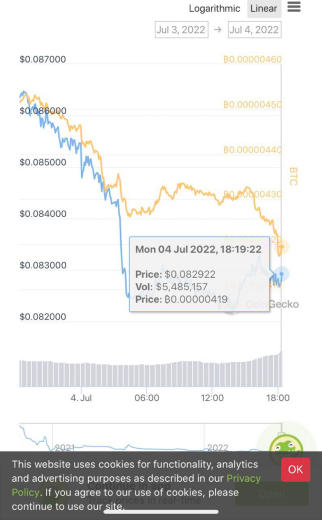 Logarithmic Linear
Jul 3, 2022 → Jul 4, 2022
$0.087000 ₿0.00000460
$0.086000 ₿0.00000450
$0.085000 ₿0.00000440
$0.084000 ₿0.00000430
BTC
$0.083000
$0.082000
Mon 04 Jul 2022, 18:19:22
Price: $0.082922
Vol: $5,485,157
Price: ₿0.00000419
Gecko
4. Jul 06:00 12:00 18:00
2021 2022
This website uses cookies for functionality, analytics
and advertising purposes as described in our Privacy
Policy. If you agree to our use of cookies, please
continue to use our site.
OK